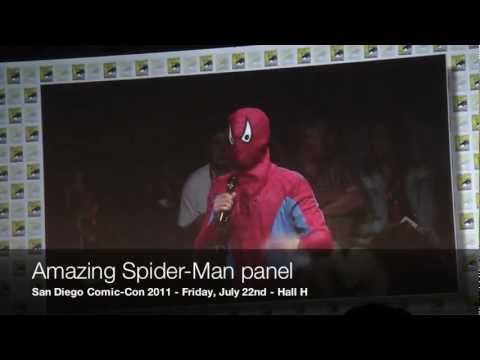 Amazing Spider-Man panel
San Diego Comic-Con 2011 - Friday, July 22nd - Hall H